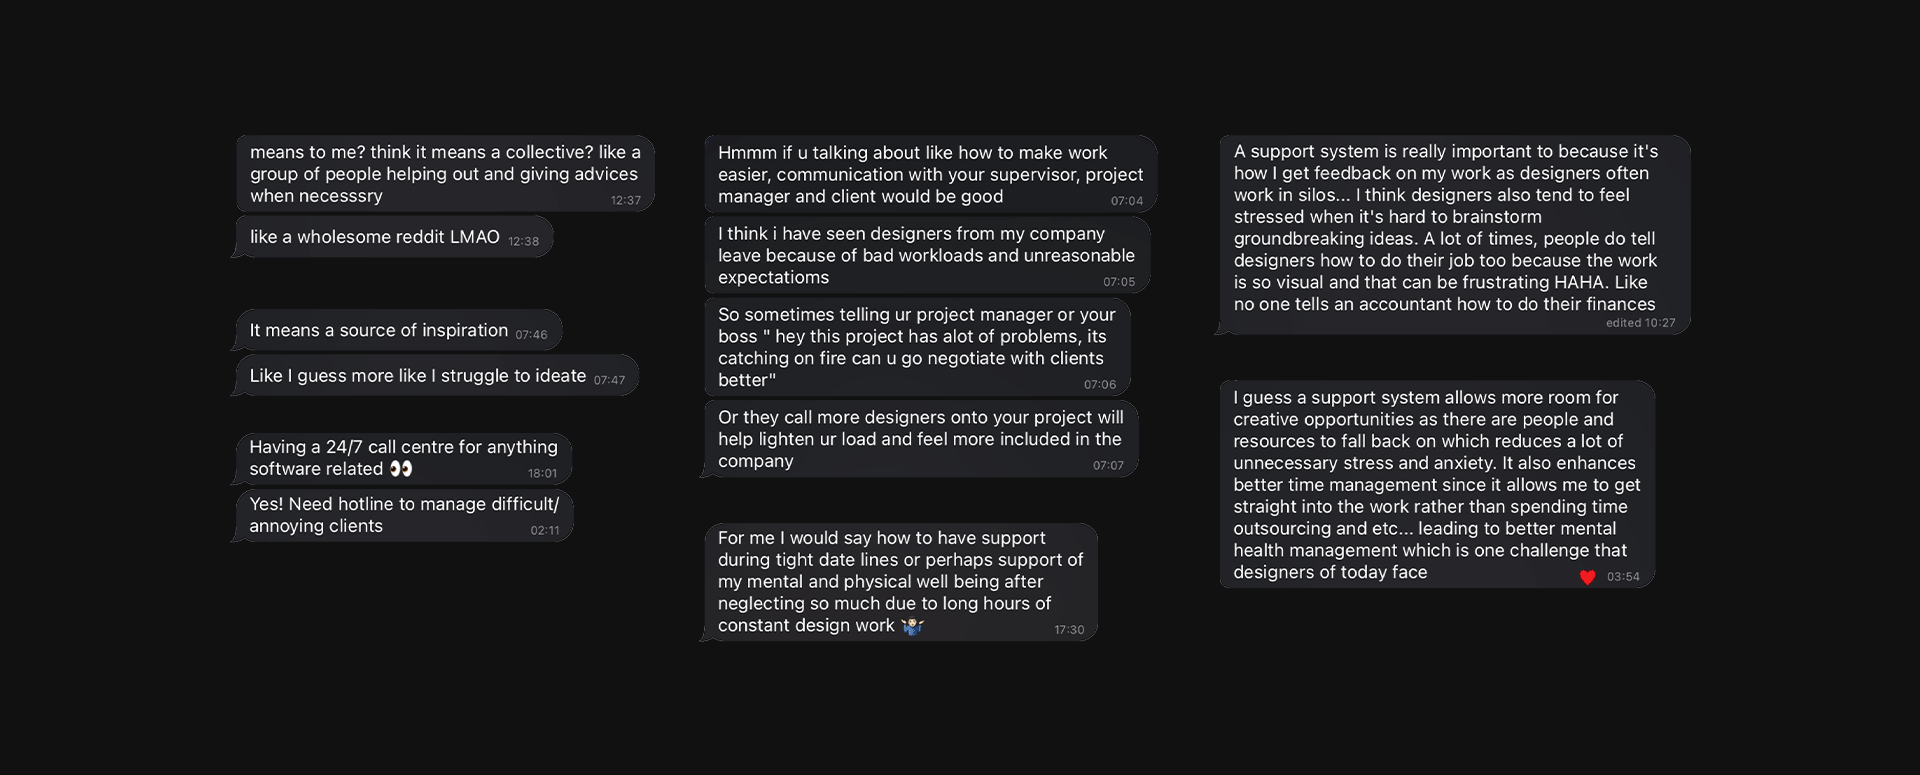 means to me? think it means a collective? like a
group of people helping out and giving advices
when necesssry 12:37
like a wholesome reddit LMAO 12:38
It means a source of inspiration 07:46
Like I guess more like I struggle to ideate 07:47
Having a 24/7 call centre for anything
software related 👀 18:01
Yes! Need hotline to manage difficult/
annoying clients 02:11
Hmmm if u talking about like how to make work
easier, communication with your supervisor, project
manager and client would be good 07:04
I think i have seen designers from my company
leave because of bad workloads and unreasonable
expectatioms 07:05
So sometimes telling ur project manager or your
boss " hey this project has alot of problems, its
catching on fire can u go negotiate with clients
better" 07:06
Or they call more designers onto your project will
help lighten ur load and feel more included in the
company 07:07
For me I would say how to have support
during tight date lines or perhaps support of
my mental and physical well being after
neglecting so much due to long hours of
constant design work 🤷🏻‍♂️ 17:30
A support system is really important to because it's
how I get feedback on my work as designers often
work in silos... I think designers also tend to feel
stressed when it's hard to brainstorm
groundbreaking ideas. A lot of times, people do tell
designers how to do their job too because the work
is so visual and that can be frustrating HAHA. Like
no one tells an accountant how to do their finances
edited 10:27
I guess a support system allows more room for
creative opportunities as there are people and
resources to fall back on which reduces a lot of
unnecessary stress and anxiety. It also enhances
better time management since it allows me to get
straight into the work rather than spending time
outsourcing and etc... leading to better mental
health management which is one challenge that
designers of today face ❤️ 03:54